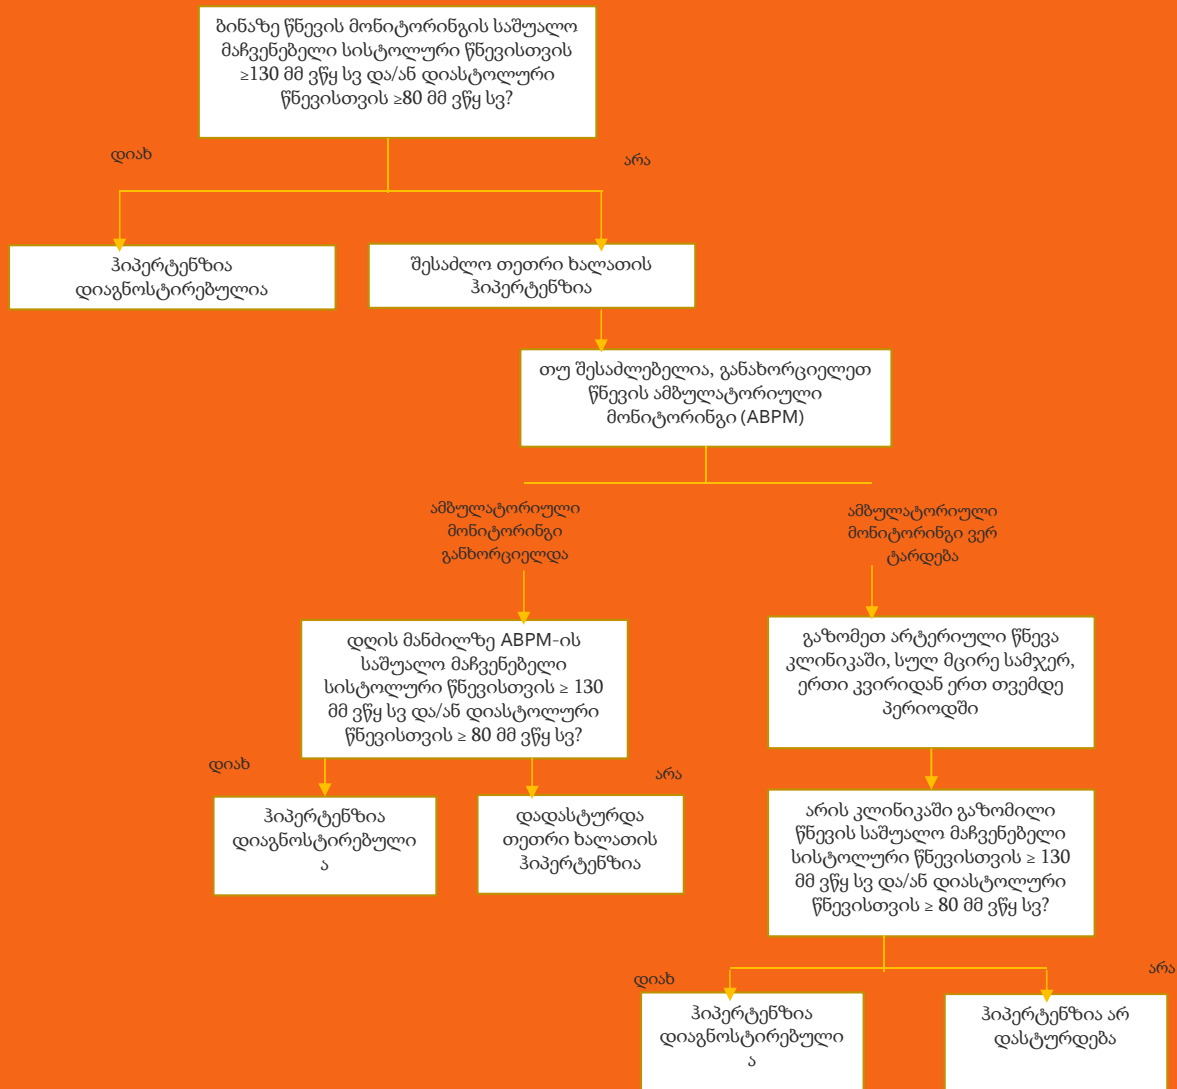 ბინაზე წნევის მონიტორინგის საშუალო
მაჩვენებელი სისტოლური წნევისთვის
≥130 მმ ვწყ სვ და/ან დიასტოლური
წნევისთვის ≥80 მმ ვწყ სვ?
დიახ
არა
ჰიპერტენზია
დიაგნოსტირებულია
შესაძლო თეთრი ხალათის
ჰიპერტენზია
თუ შესაძლებელია, განახორციელეთ
წნევის ამბულატორიული
მონიტორინგი (ABPM)
ამბულატორიული
მონიტორინგი
განხორციელდა
ამბულატორიული
მონიტორინგი ვერ
ტარდება
დღის მანძილზე ABPM-ის
საშუალო მაჩვენებელი
სისტოლური წნევისთვის ≥ 130
მმ ვწყ სვ და/ან დიასტოლური
წნევისთვის ≥ 80 მმ ვწყ სვ?
გაზომეთ არტერიული წნევა
კლინიკაში, სულ მცირე სამჯერ,
ერთი კვირიდან ერთ თვემდე
პერიოდში
დიახ
არა
ჰიპერტენზია
დიაგნოსტირებული
ა
დადასტურდა
თეთრი ხალათის
ჰიპერტენზია
არის კლინიკაში გაზომილი
წნევის საშუალო მაჩვენებელი
სისტოლური წნევისთვის ≥ 130
მმ ვწყ სვ და/ან დიასტოლური
წნევისთვის ≥ 80 მმ ვწყ სვ?
დიახ
არა
ჰიპერტენზია
დიაგნოსტირებული
ა
ჰიპერტენზია არ
დასტურდება